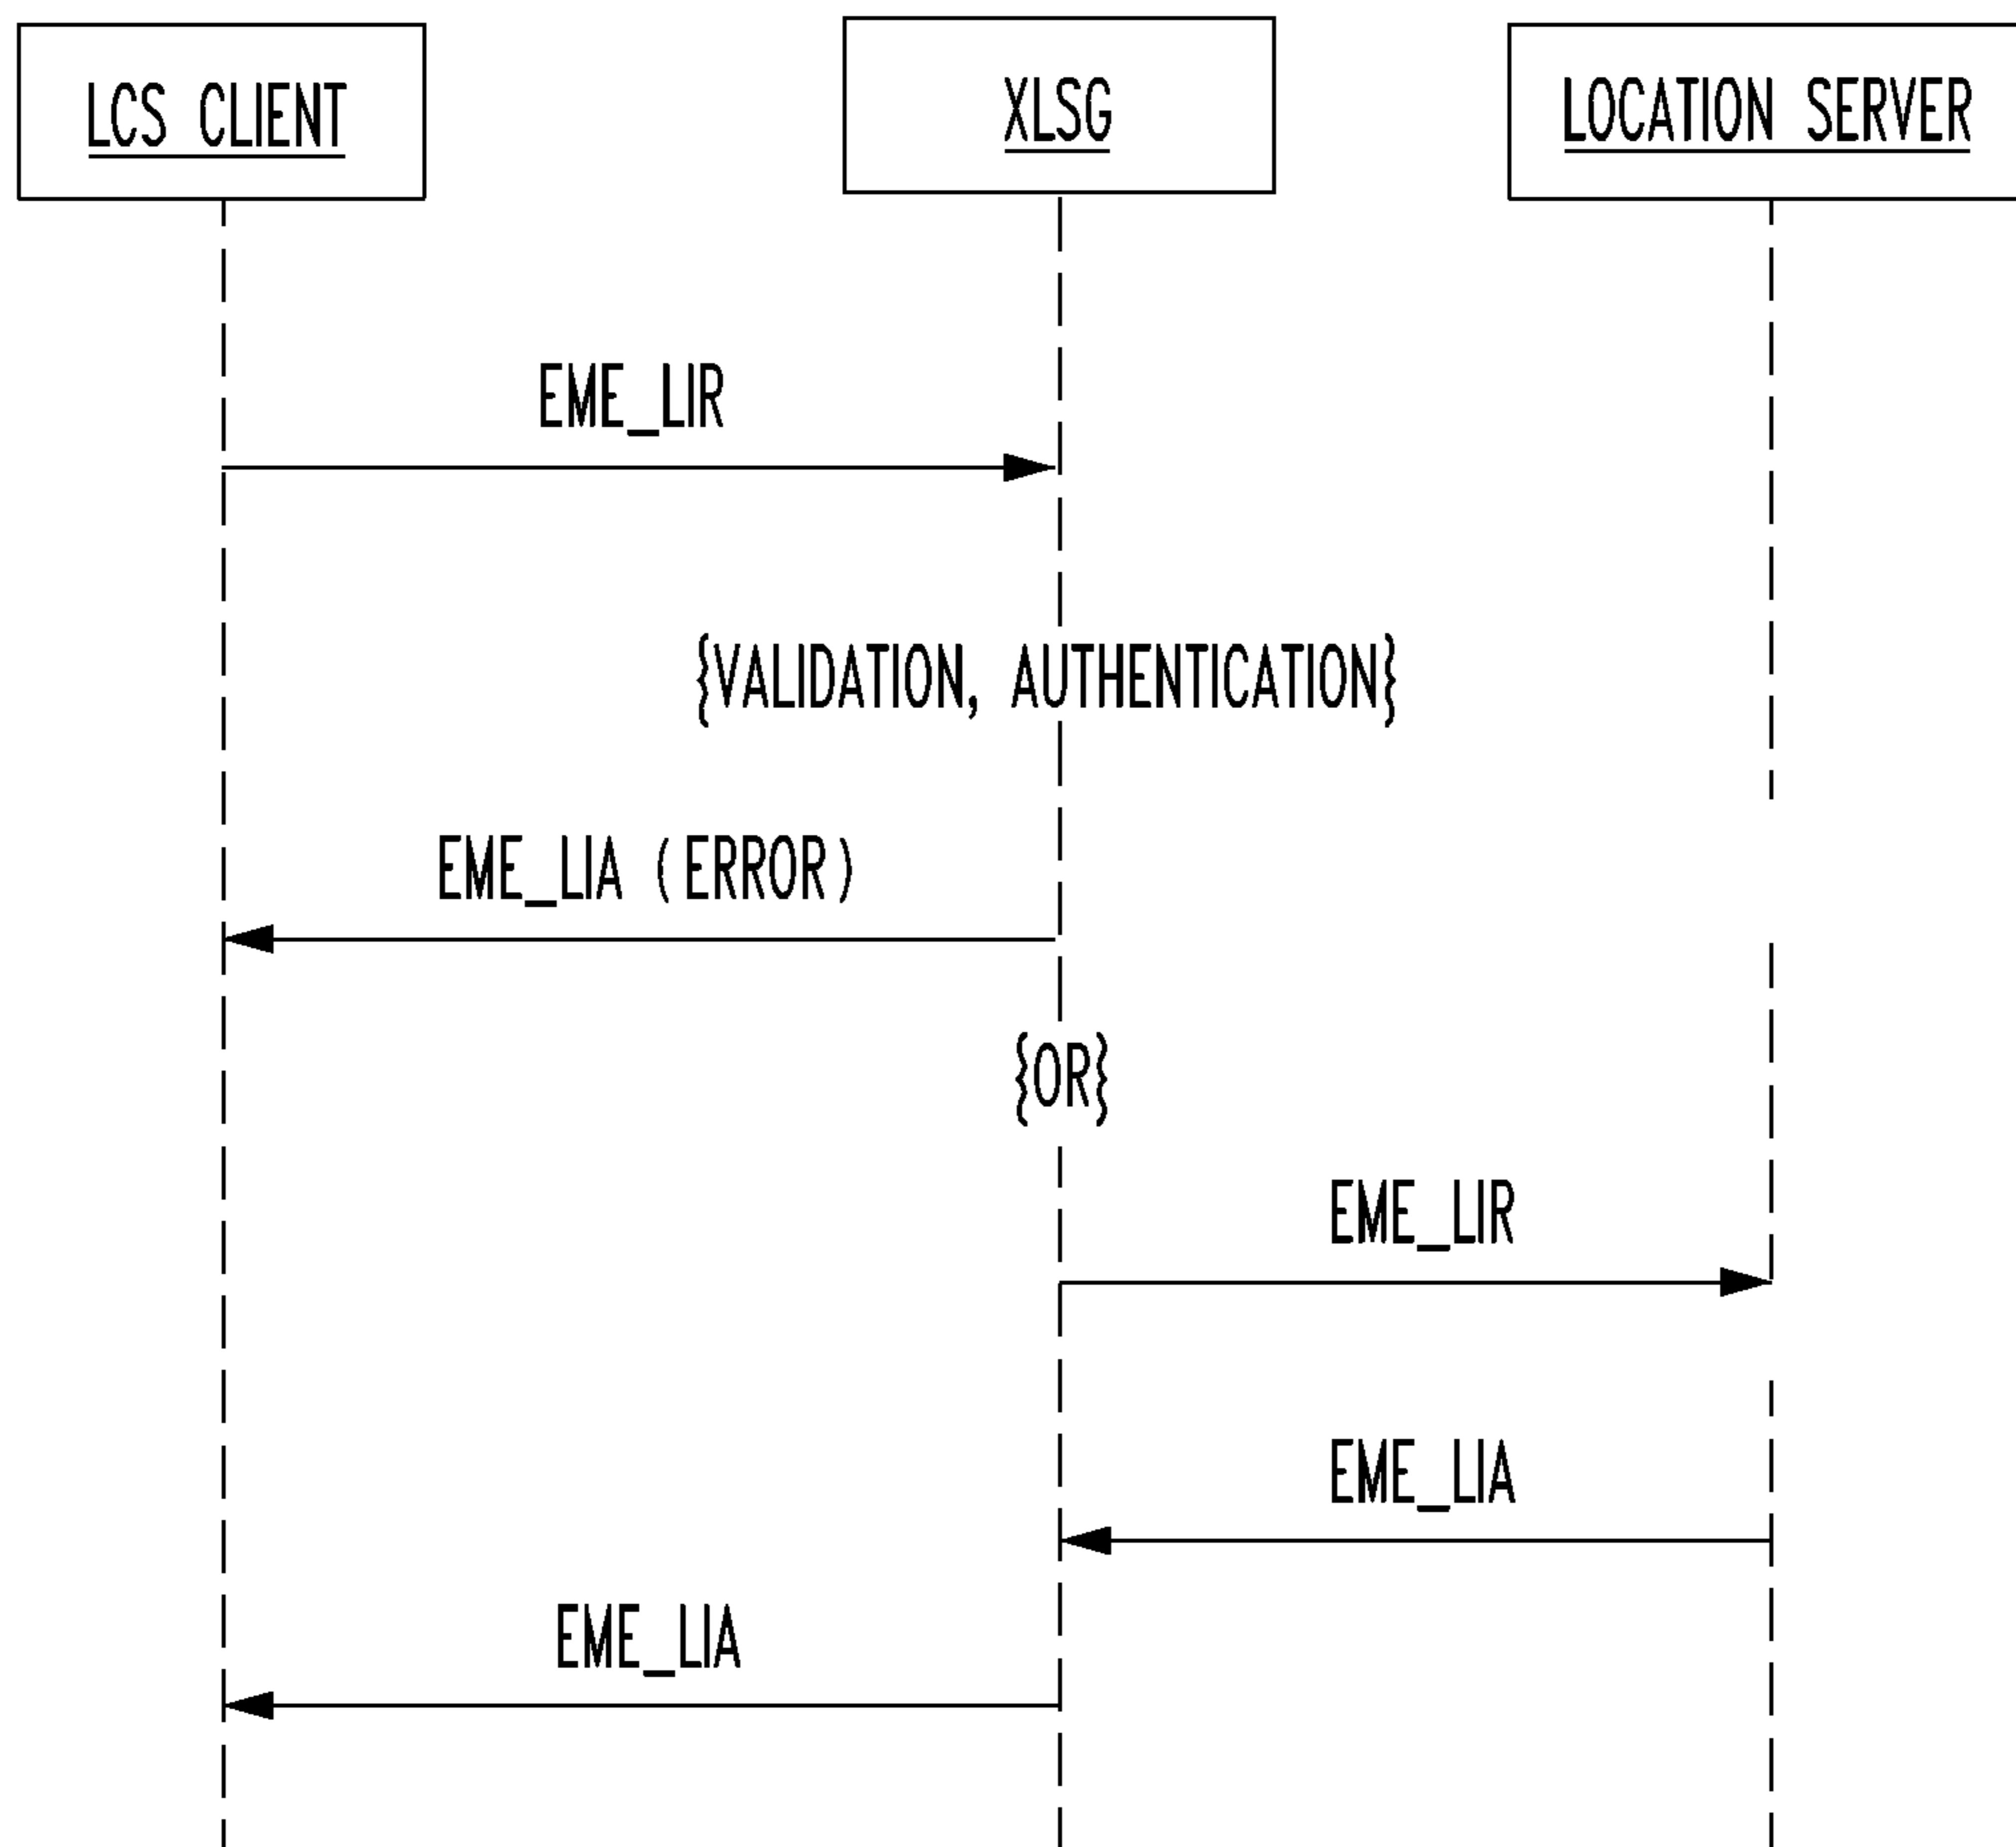 LCS CLIENT
XLSG
LOCATION SERVER
EME_LIR
{VALIDATION, AUTHENTICATION}
EME_LIA (ERROR)
{OR}
EME_LIR
EME_LIA
EME_LIA